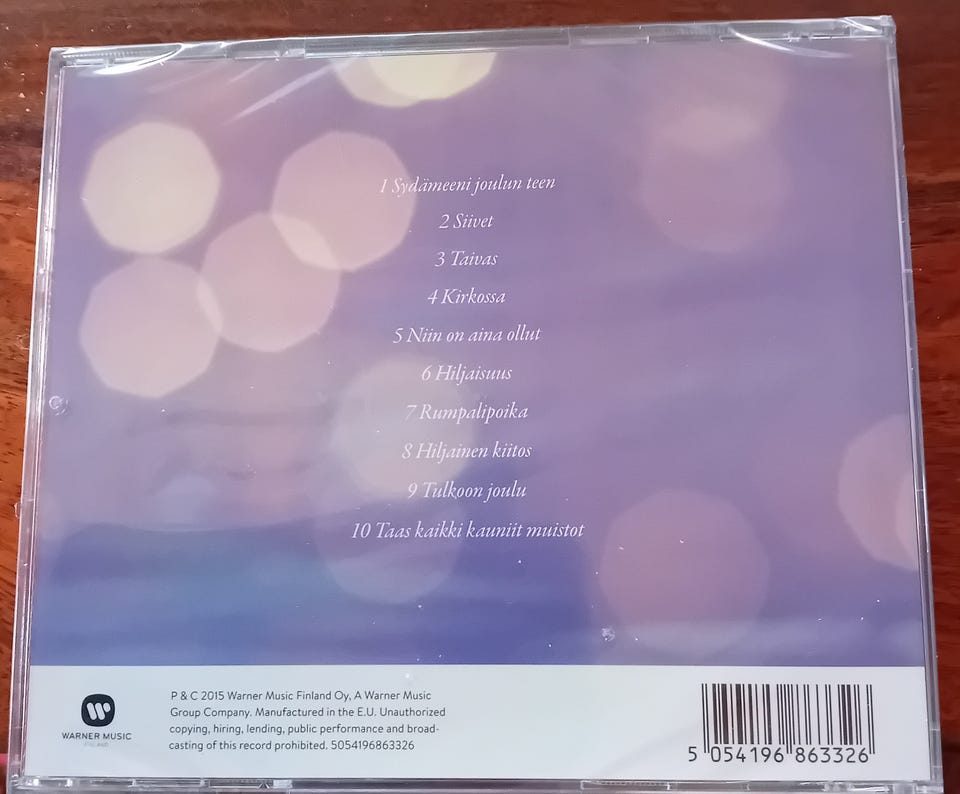 1 Sydämeeni joulun teen
2 Siivet
3 Taivas
4 Kirkossa
5 Niin on aina ollut
6 Hiljaisuus
7 Rumpalipoika
8 Hiljainen kiitos
9 Tulkoon joulu
10 Taas kaikki kauniit muistot
WARNER MUSIC
FINLAND
P & C 2015 Warner Music Finland Oy, A Warner Music
Group Company. Manufactured in the E.U. Unauthorized
copying, hiring, lending, public performance and broad-
casting of this record prohibited. 5054196863326
5 054196 863326